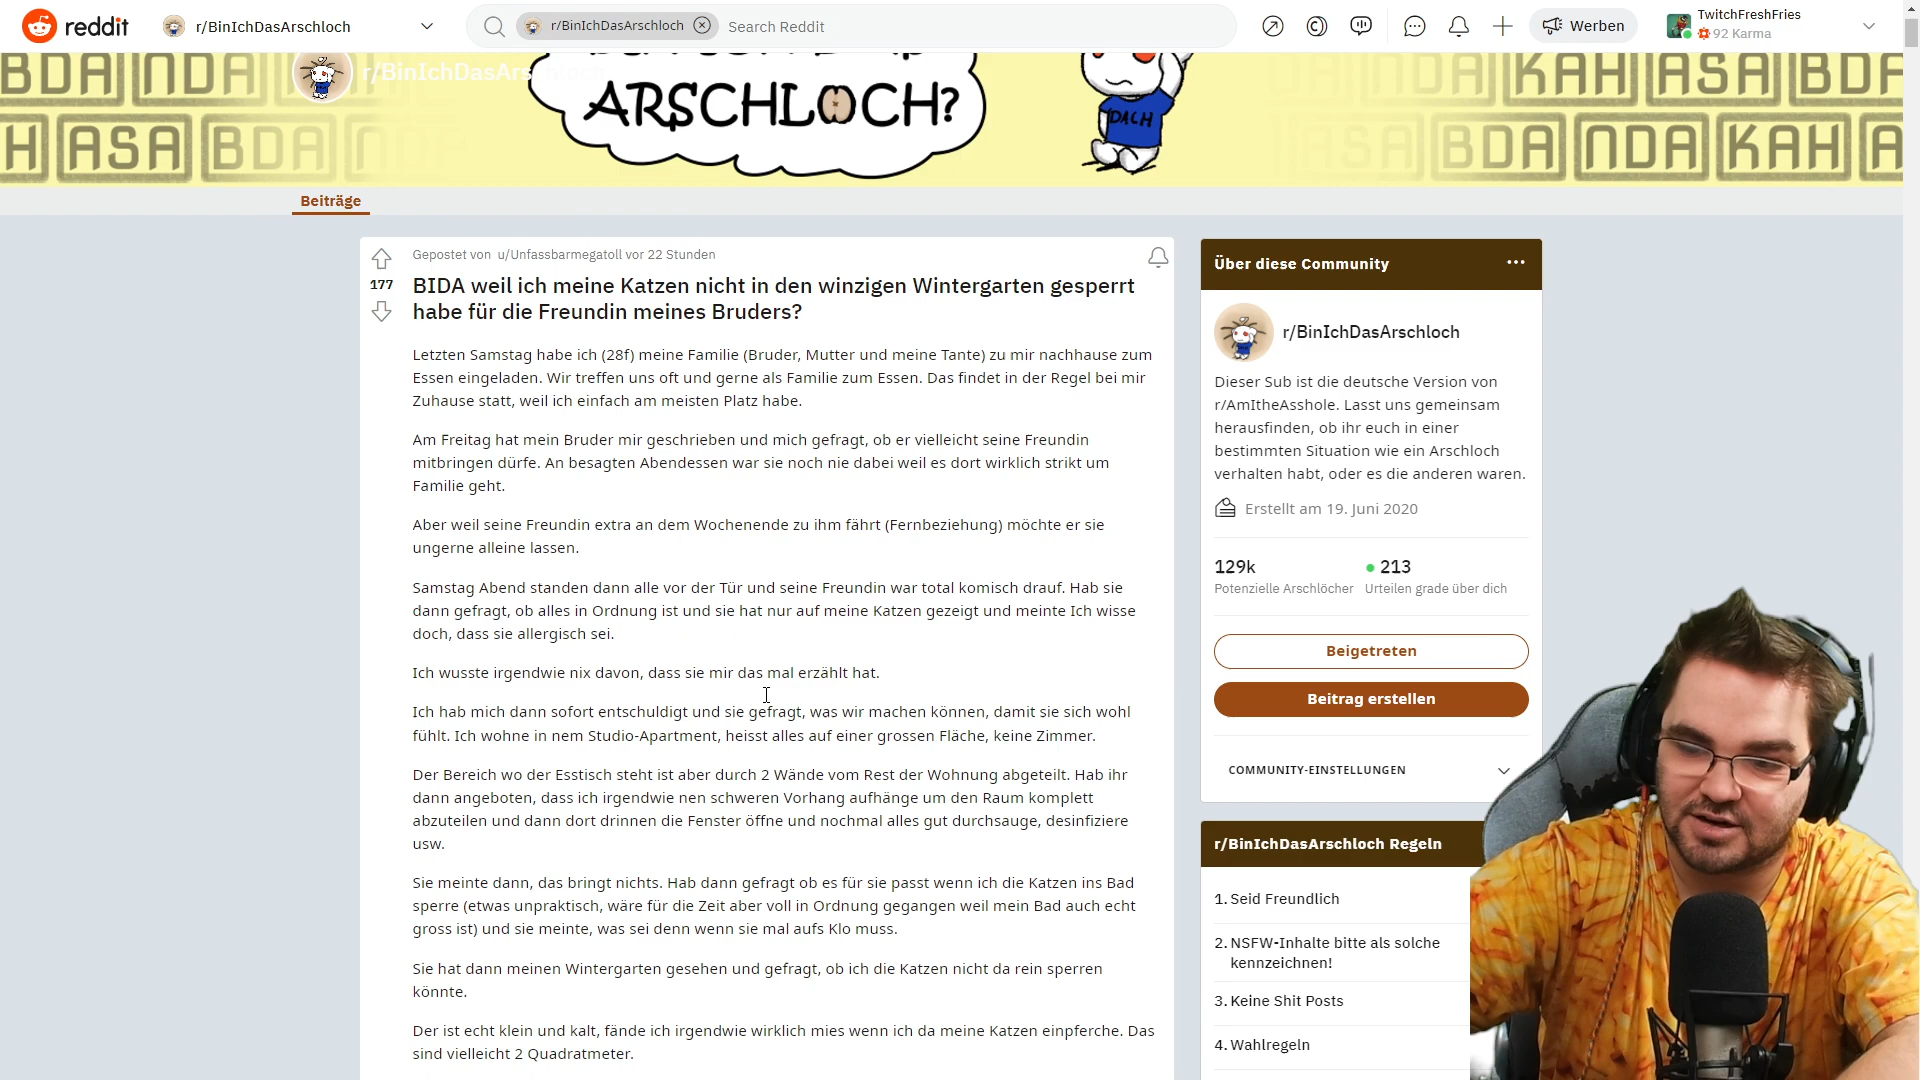 reddit
r/BinIchDasArschloch
r/BinIchDasArschloch
Search Reddit
Werben
TwitchFreshFries
92 Karma
BDA NDA
r/BinIchDasArschloch
ARSCHLOCH?
DACH
KAH ASA BDA
H ASA BDA
ASA BDA NDA KAH A
Beiträge
Gepostet von u/Unfassbarmegatoll vor 22 Stunden
177
BIDA weil ich meine Katzen nicht in den winzigen Wintergarten gesperrt
habe für die Freundin meines Bruders?
Letzten Samstag habe ich (28f) meine Familie (Bruder, Mutter und meine Tante) zu mir nachhause zum
Essen eingeladen. Wir treffen uns oft und gerne als Familie zum Essen. Das findet in der Regel bei mir
Zuhause statt, weil ich einfach am meisten Platz habe.
Am Freitag hat mein Bruder mir geschrieben und mich gefragt, ob er vielleicht seine Freundin
mitbringen dürfe. An besagten Abendessen war sie noch nie dabei weil es dort wirklich strikt um
Familie geht.
Aber weil seine Freundin extra an dem Wochenende zu ihm fährt (Fernbeziehung) möchte er sie
ungerne alleine lassen.
Samstag Abend standen dann alle vor der Tür und seine Freundin war total komisch drauf. Hab sie
dann gefragt, ob alles in Ordnung ist und sie hat nur auf meine Katzen gezeigt und meinte Ich wisse
doch, dass sie allergisch sei.
Ich wusste irgendwie nix davon, dass sie mir das mal erzählt hat.
Ich hab mich dann sofort entschuldigt und sie gefragt, was wir machen können, damit sie sich wohl
fühlt. Ich wohne in nem Studio-Apartment, heisst alles auf einer grossen Fläche, keine Zimmer.
Der Bereich wo der Esstisch steht ist aber durch 2 Wände vom Rest der Wohnung abgeteilt. Hab ihr
dann angeboten, dass ich irgendwie nen schweren Vorhang aufhänge um den Raum komplett
abzuteilen und dann dort drinnen die Fenster öffne und nochmal alles gut durchsauge, desinfiziere
usw.
Sie meinte dann, das bringt nichts. Hab dann gefragt ob es für sie passt wenn ich die Katzen ins Bad
sperre (etwas unpraktisch, wäre für die Zeit aber voll in Ordnung gegangen weil mein Bad auch echt
gross ist) und sie meinte, was sei denn wenn sie mal aufs Klo muss.
Sie hat dann meinen Wintergarten gesehen und gefragt, ob ich die Katzen nicht da rein sperren
könnte.
Der ist echt klein und kalt, fände ich irgendwie wirklich mies wenn ich da meine Katzen einpferche. Das
sind vielleicht 2 Quadratmeter.
Über diese Community
r/BinIchDasArschloch
Dieser Sub ist die deutsche Version von
r/AmItheAsshole. Lasst uns gemeinsam
herausfinden, ob ihr euch in einer
bestimmten Situation wie ein Arschloch
verhalten habt, oder es die anderen waren.
Erstellt am 19. Juni 2020
129k
213
Potenzielle Arschlöcher
Urteilen grade über dich
Beigetreten
Beitrag erstellen
COMMUNITY-EINSTELLUNGEN
r/BinIchDasArschloch Regeln
1. Seid Freundlich
2. NSFW-Inhalte bitte als solche
kennzeichnen!
3. Keine Shit Posts
4. Wahlregeln